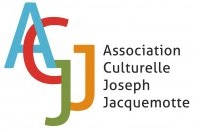 ACJJ
Association
Culturelle
Joseph
Jacquemotte